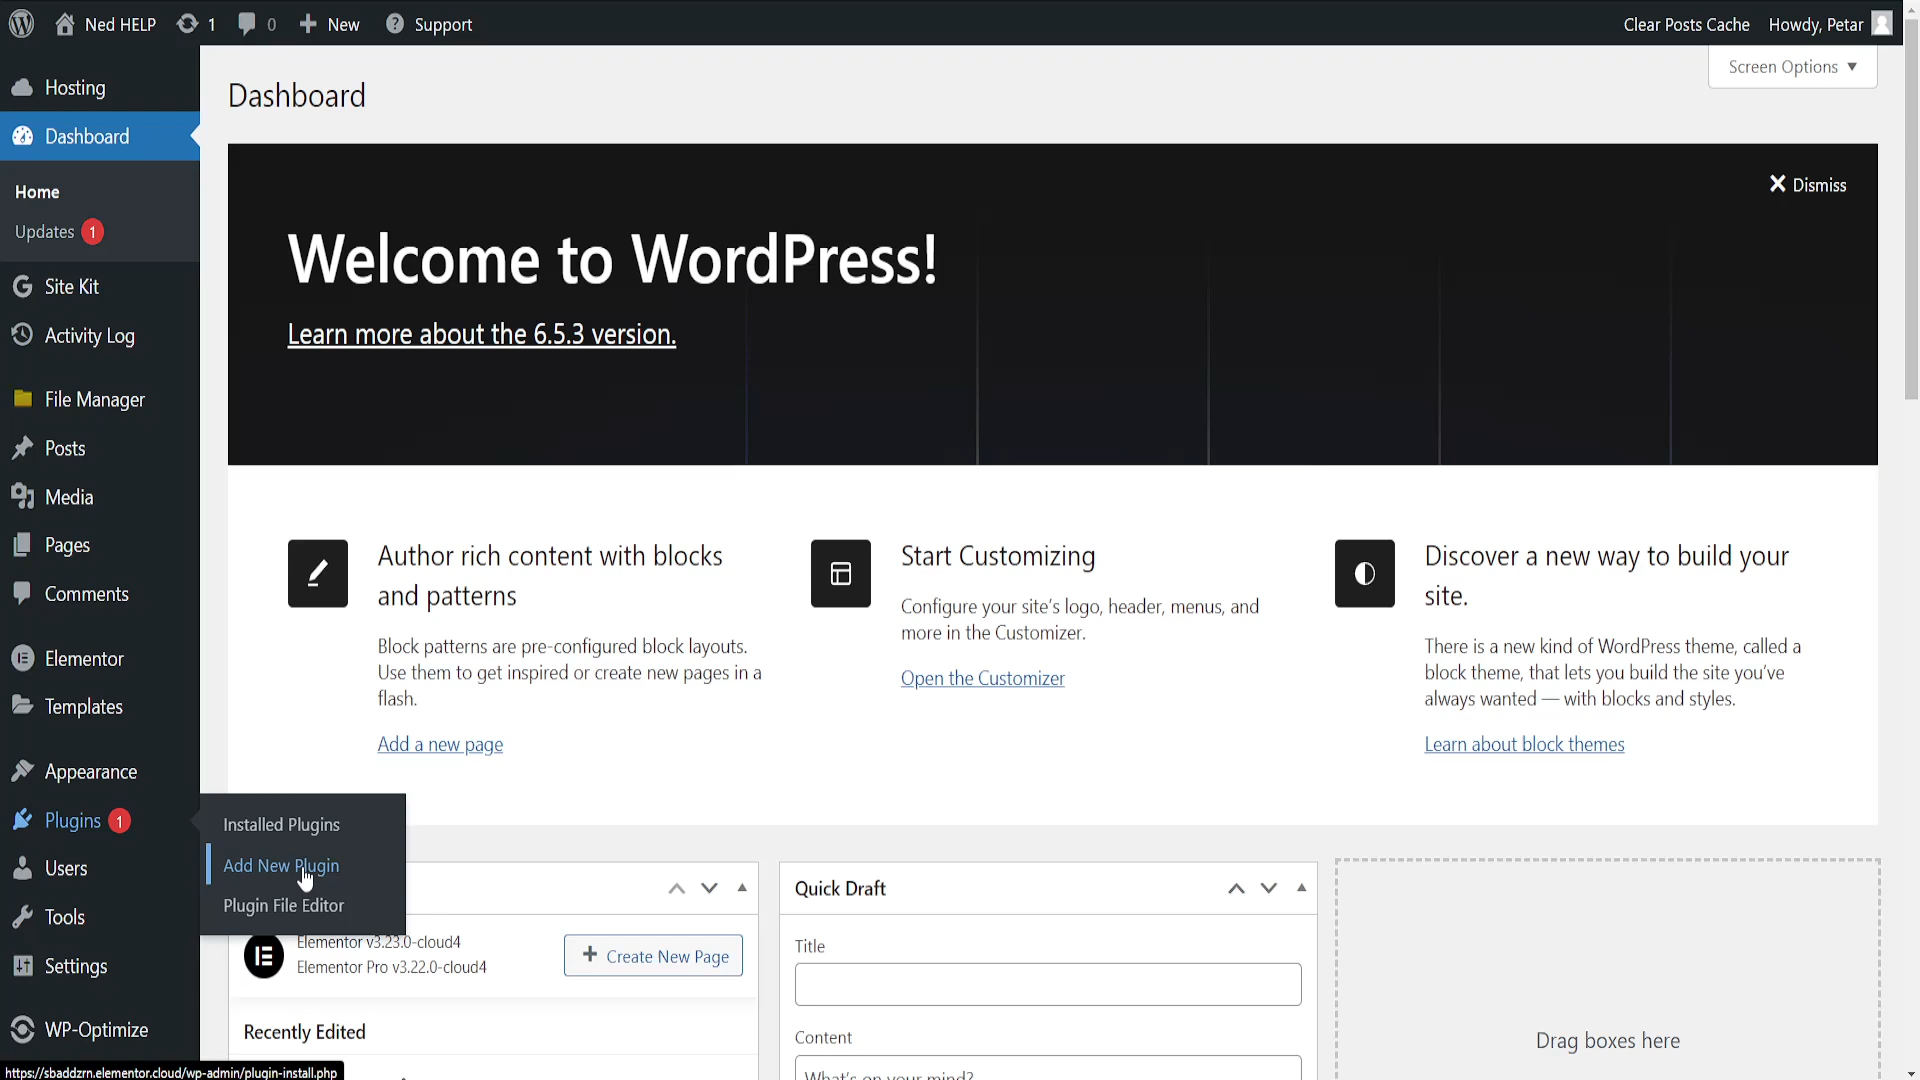 Ned HELP
1
0
New
Support
Clear Posts Cache
Howdy, Petar
Hosting
Dashboard
Home
Updates 1
Site Kit
Activity Log
File Manager
Posts
Media
Pages
Comments
Elementor
Templates
Appearance
Plugins 1
Users
Tools
Settings
WP-Optimize
Installed Plugins
Add New Plugin
Plugin File Editor
https://sbaddzrn.elementor.cloud/wp-admin/plugin-install.php
Screen Options
Dashboard
Dismiss
Welcome to WordPress!
Learn more about the 6.5.3 version.
Author rich content with blocks
and patterns
Block patterns are pre-configured block layouts.
Use them to get inspired or create new pages in a
flash.
Add a new page
Start Customizing
Configure your site's logo, header, menus, and
more in the Customizer.
Open the Customizer
Discover a new way to build your
site.
There is a new kind of WordPress theme, called a
block theme, that lets you build the site you've
always wanted — with blocks and styles.
Learn about block themes
Elementor v3.23.0-cloud4
Elementor Pro v3.22.0-cloud4
Create New Page
Recently Edited
Quick Draft
Title
Content
What's on your mind?
Drag boxes here